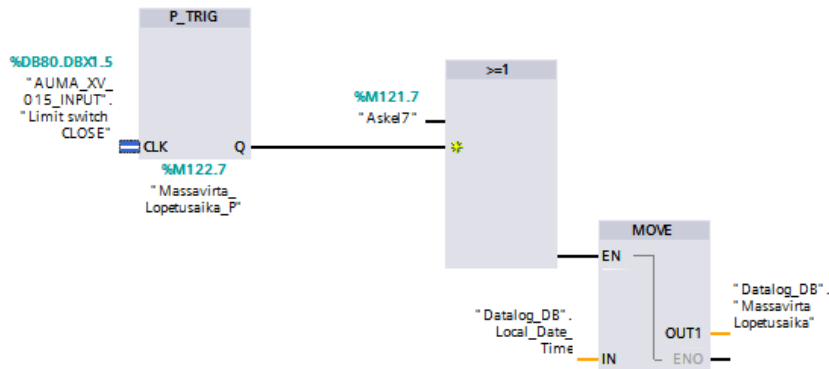 P_TRIG
%DB80.DBX1.5
"AUMA_XV_
015_INPUT".
"Limit switch
CLOSE"
CLK
Q
%M122.7
"Massavirta_
Lopetusaika_P"
>=1
%M121.7
"Askel7"
MOVE
EN
"Datalog_DB".
Local_Date_
Time
IN
OUT1
ENO
"Datalog_DB".
"Massavirta
Lopetusaika"